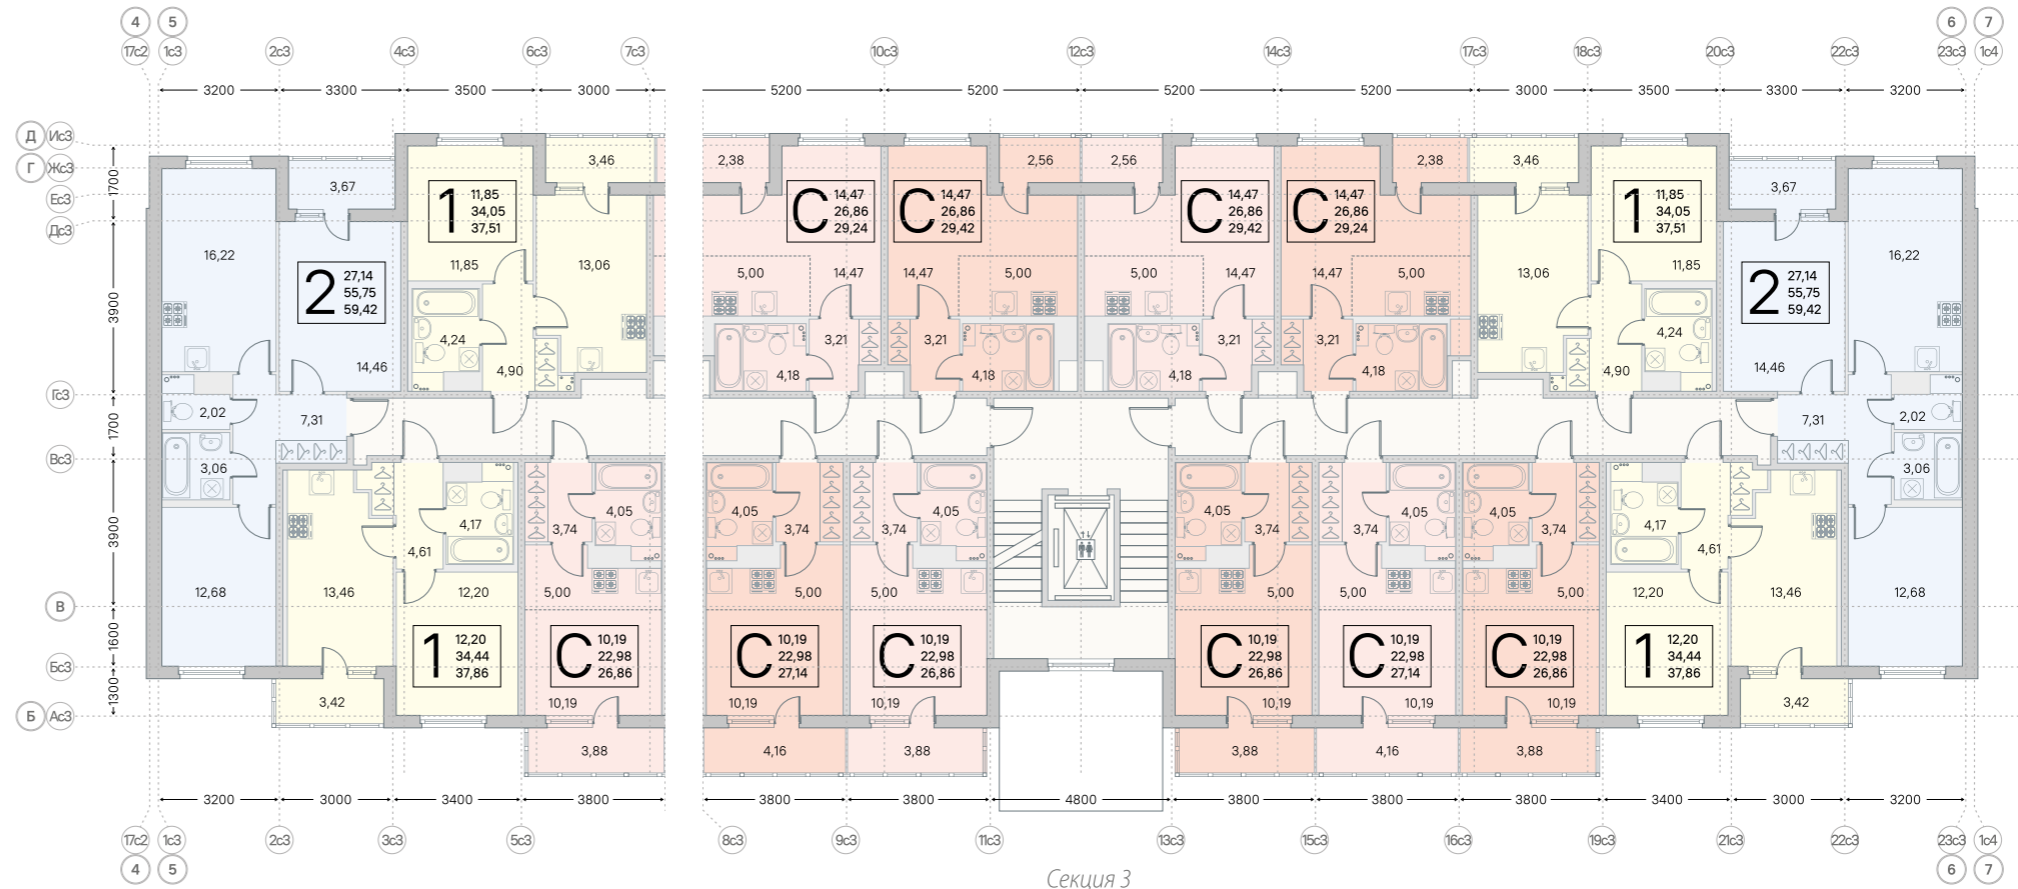 4 5 6 7
17с2 1с3 2с3 4с3 6с3 7с3 10с3 12с3 14с3 17с3 18с3 20с3 22с3 23с3 1с4
3200 3300 3500 3000 5200 5200 5200 5200 3000 3500 3300 3200
Д Ис3
Г Жс3
Ес3
Дс3
Гс3
Вс3
В
Бс3
Б Ас3
1700
3900
1700
3900
1600
1300
3,67 3,46 2,38 2,56 2,56 2,38 3,46 3,67
1 11,85
34,05
37,51
С 14,47
26,86
29,24
С 14,47
26,86
29,42
С 14,47
26,86
29,42
С 14,47
26,86
29,24
1 11,85
34,05
37,51
16,22 11,85 13,06 5,00 14,47 14,47 5,00 5,00 14,47 14,47 5,00 13,06 11,85 16,22
2 27,14
55,75
59,42
2 27,14
55,75
59,42
4,24 3,21 3,21 3,21 3,21 4,24
14,46 4,90 4,18 4,18 4,18 4,18 4,90 14,46
2,02 7,31 7,31 2,02
3,06 3,06
4,17 3,74 4,05 4,05 3,74 3,74 4,05 4,05 3,74 3,74 4,05 4,05 3,74 4,17
4,61 4,61
12,68 13,46 12,20 5,00 5,00 5,00 5,00 5,00 5,00 12,20 13,46 12,68
1 12,20
34,44
37,86
С 10,19
22,98
26,86
С 10,19
22,98
27,14
С 10,19
22,98
26,86
С 10,19
22,98
26,86
С 10,19
22,98
27,14
С 10,19
22,98
26,86
1 12,20
34,44
37,86
3,42 10,19 10,19 10,19 10,19 10,19 10,19 3,42
3,88 4,16 3,88 3,88 4,16 3,88
3200 3000 3400 3800 3800 3800 4800 3800 3800 3800 3400 3000 3200
17с2 1с3 2с3 3с3 5с3 8с3 9с3 11с3 13с3 15с3 16с3 19с3 21с3 22с3 23с3 1с4
4 5 6 7
Секция 3